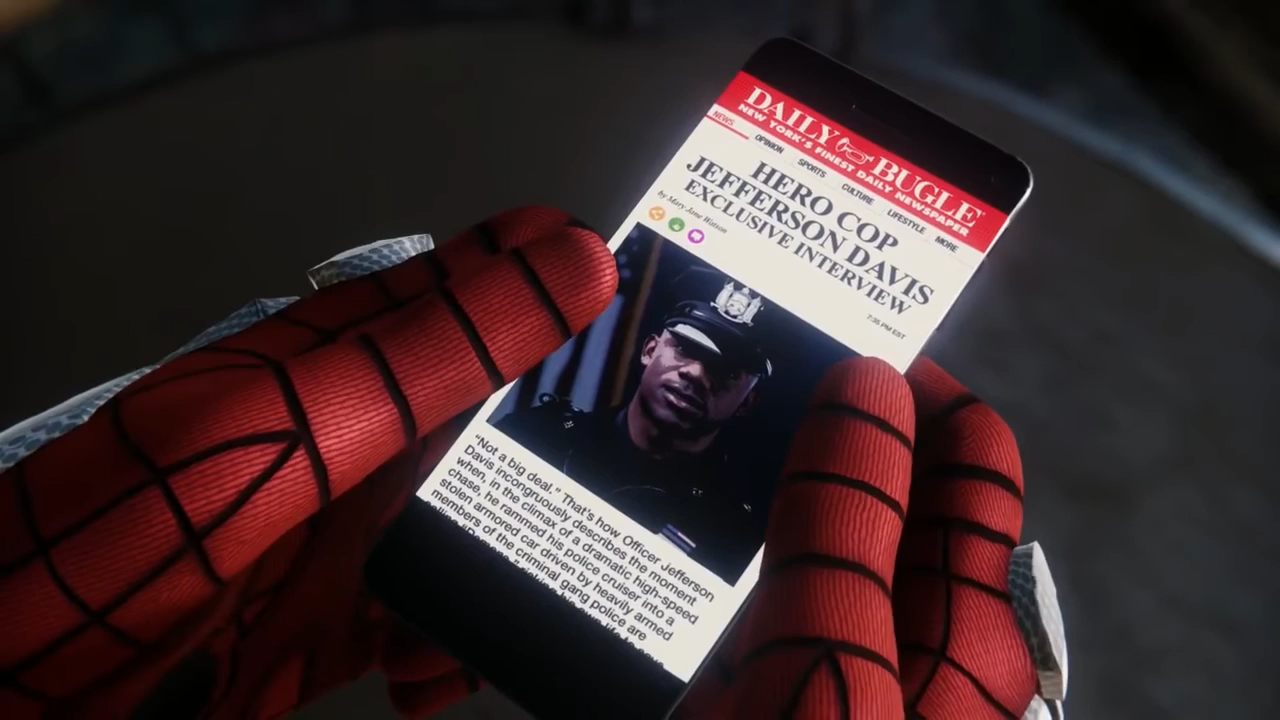 DAILY BUGLE
NEW YORK'S FINEST DAILY NEWSPAPER
NEWS OPINION SPORTS CULTURE LIFESTYLE MORE
HERO COP
JEFFERSON DAVIS
EXCLUSIVE INTERVIEW
by Mary Jane Watson
7:35 PM EST
"Not a big deal." That's how Officer Jefferson
Davis incongruously describes the moment
when, in the climax of a dramatic high-speed
chase, he rammed his police cruiser into a
stolen armored car driven by heavily armed
members of the criminal gang police are